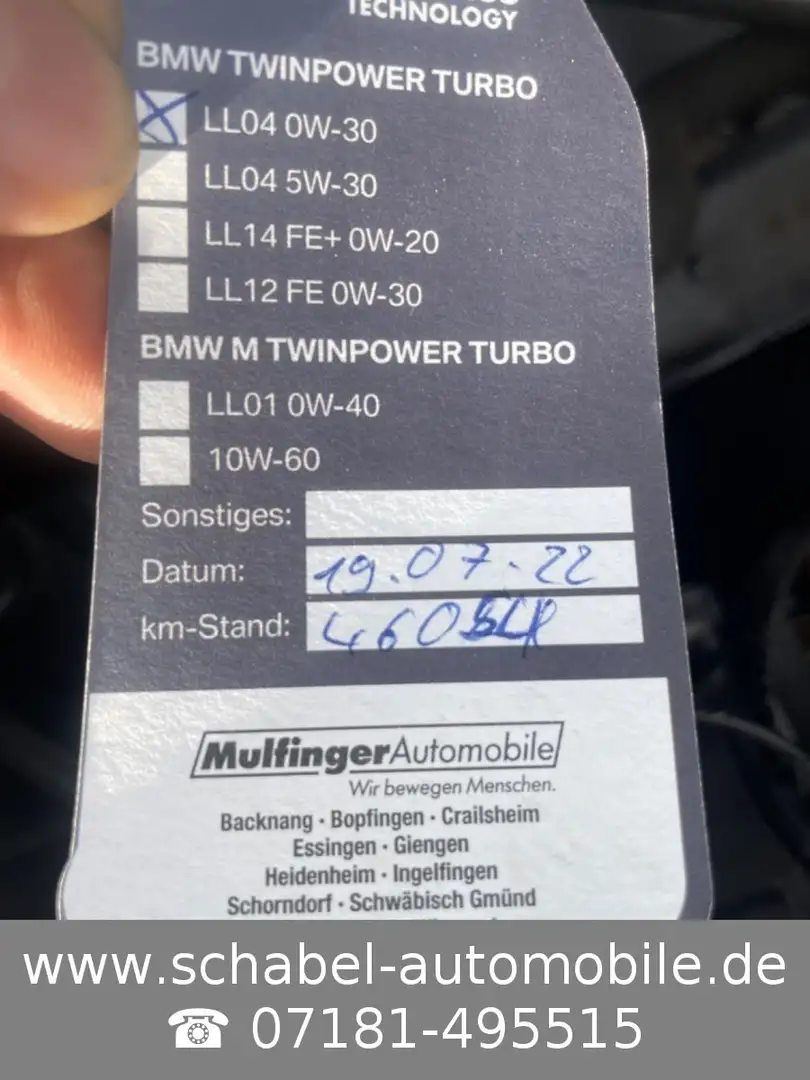 TECHNOLOGY
BMW TWINPOWER TURBO
LL04 0W-30
LL04 5W-30
LL14 FE+ 0W-20
LL12 FE 0W-30
BMW M TWINPOWER TURBO
LL01 0W-40
10W-60
Sonstiges:
Datum: 19.07.22
km-Stand:
MulfingerAutomobile
Wir bewegen Menschen.
Backnang · Bopfingen · Crailsheim
Essingen · Giengen
Heidenheim · Ingelfingen
Schorndorf · Schwäbisch Gmünd
www.schabel-automobile.de
☎ 07181-495515